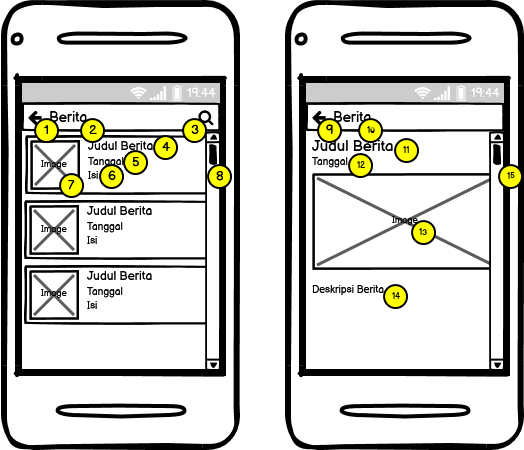 19:44
Berita
1
2
3
Judul Berita
4
Image
Tanggal
5
Isi
6
7
8
Judul Berita
Tanggal
Isi
Judul Berita
Image
Tanggal
Isi
19:44
Berita
9
10
Judul Berita
11
Tanggal
12
15
Image
13
Deskripsi Berita
14